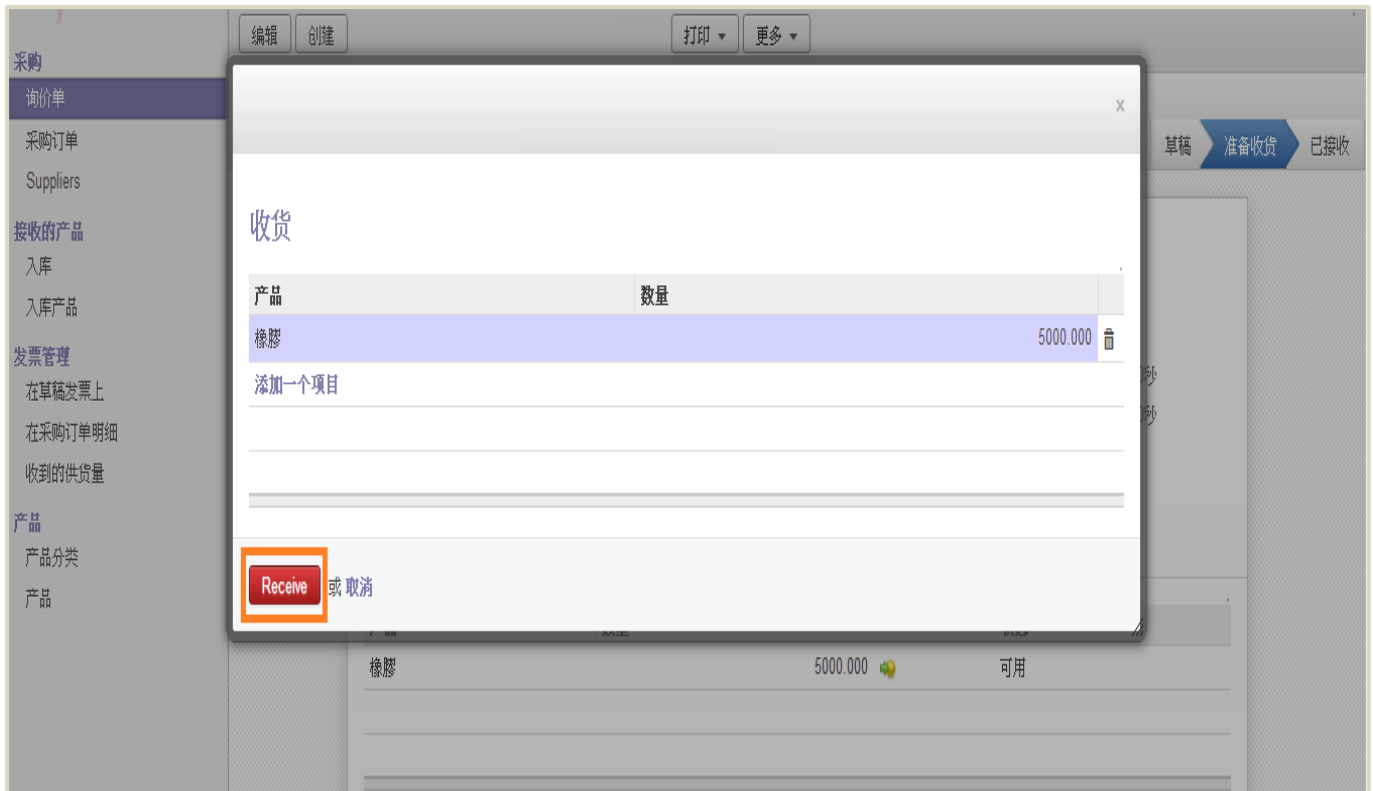 编辑 创建 打印 更多
采购
询价单
采购订单
Suppliers
接收的产品
入库
入库产品
发票管理
在草稿发票上
在采购订单明细
收到的供货量
产品
产品分类
产品
×
草稿 准备收货 已接收
收货
产品 数量
橡膠 5000.000
添加一个项目
秒
秒
Receive 或 取消
橡膠 5000.000 可用